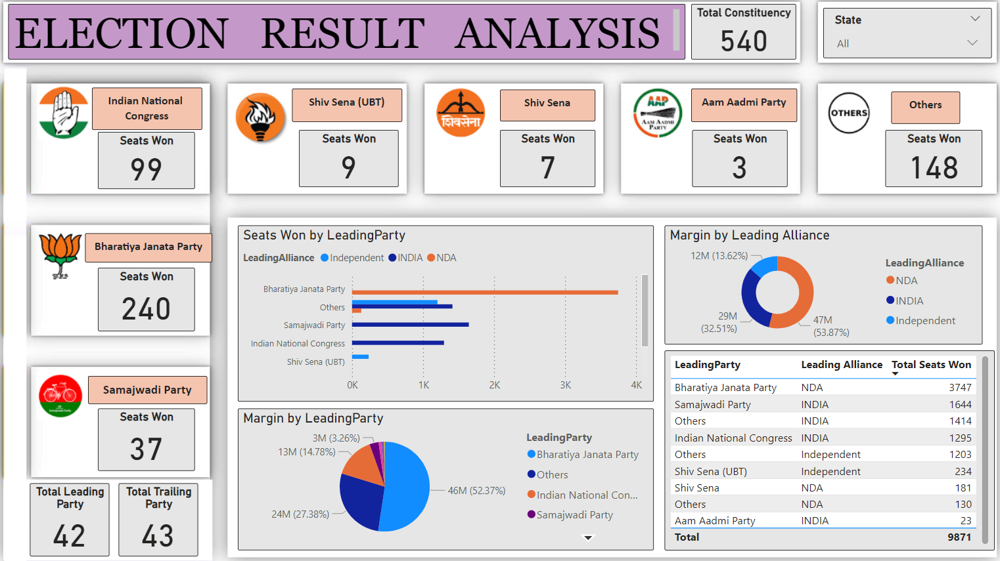 ELECTION RESULT ANALYSIS
Total Constituency
540
State
All
Indian National
Congress
Seats Won
99
Shiv Sena (UBT)
Seats Won
9
शिवसेना
Shiv Sena
Seats Won
7
AAP
AAM AADMI
PARTY
Aam Aadmi Party
Seats Won
3
OTHERS
Others
Seats Won
148
Bharatiya Janata Party
Seats Won
240
Samajwadi Party
Seats Won
37
Total Leading
Party
42
Total Trailing
Party
43
Seats Won by LeadingParty
LeadingAlliance Independent INDIA NDA
Bharatiya Janata Party
Others
Samajwadi Party
Indian National Congress
Shiv Sena (UBT)
0K 1K 2K 3K 4K
Margin by LeadingParty
3M (3.26%)
13M (14.78%)
24M (27.38%)
46M (52.37%)
LeadingParty
Bharatiya Janata Party
Others
Indian National Con...
Samajwadi Party
Margin by Leading Alliance
12M (13.62%)
29M
(32.51%)
47M
(53.87%)
LeadingAlliance
NDA
INDIA
Independent
LeadingParty Leading Alliance Total Seats Won
Bharatiya Janata Party NDA 3747
Samajwadi Party INDIA 1644
Others INDIA 1414
Indian National Congress INDIA 1295
Others Independent 1203
Shiv Sena (UBT) Independent 234
Shiv Sena NDA 181
Others NDA 130
Aam Aadmi Party INDIA 23
Total 9871